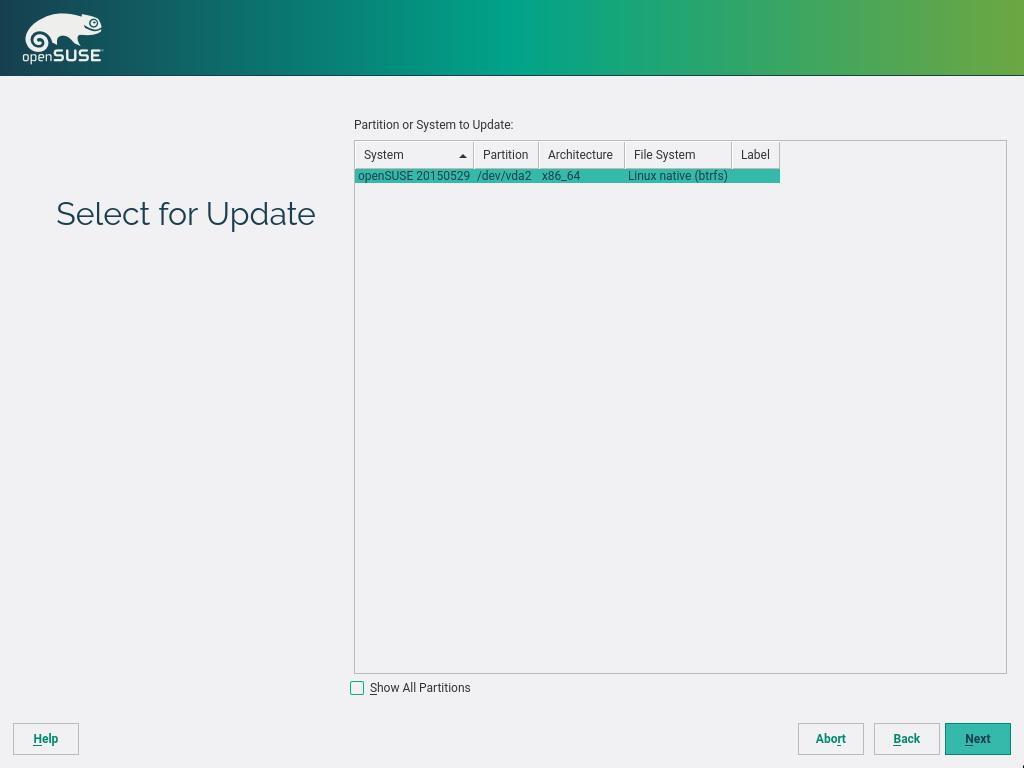 openSUSE
Partition or System to Update:
System Partition Architecture File System Label
openSUSE 20150529 /dev/vda2 x86_64 Linux native (btrfs)
Select for Update
Show All Partitions
Help Abort Back Next